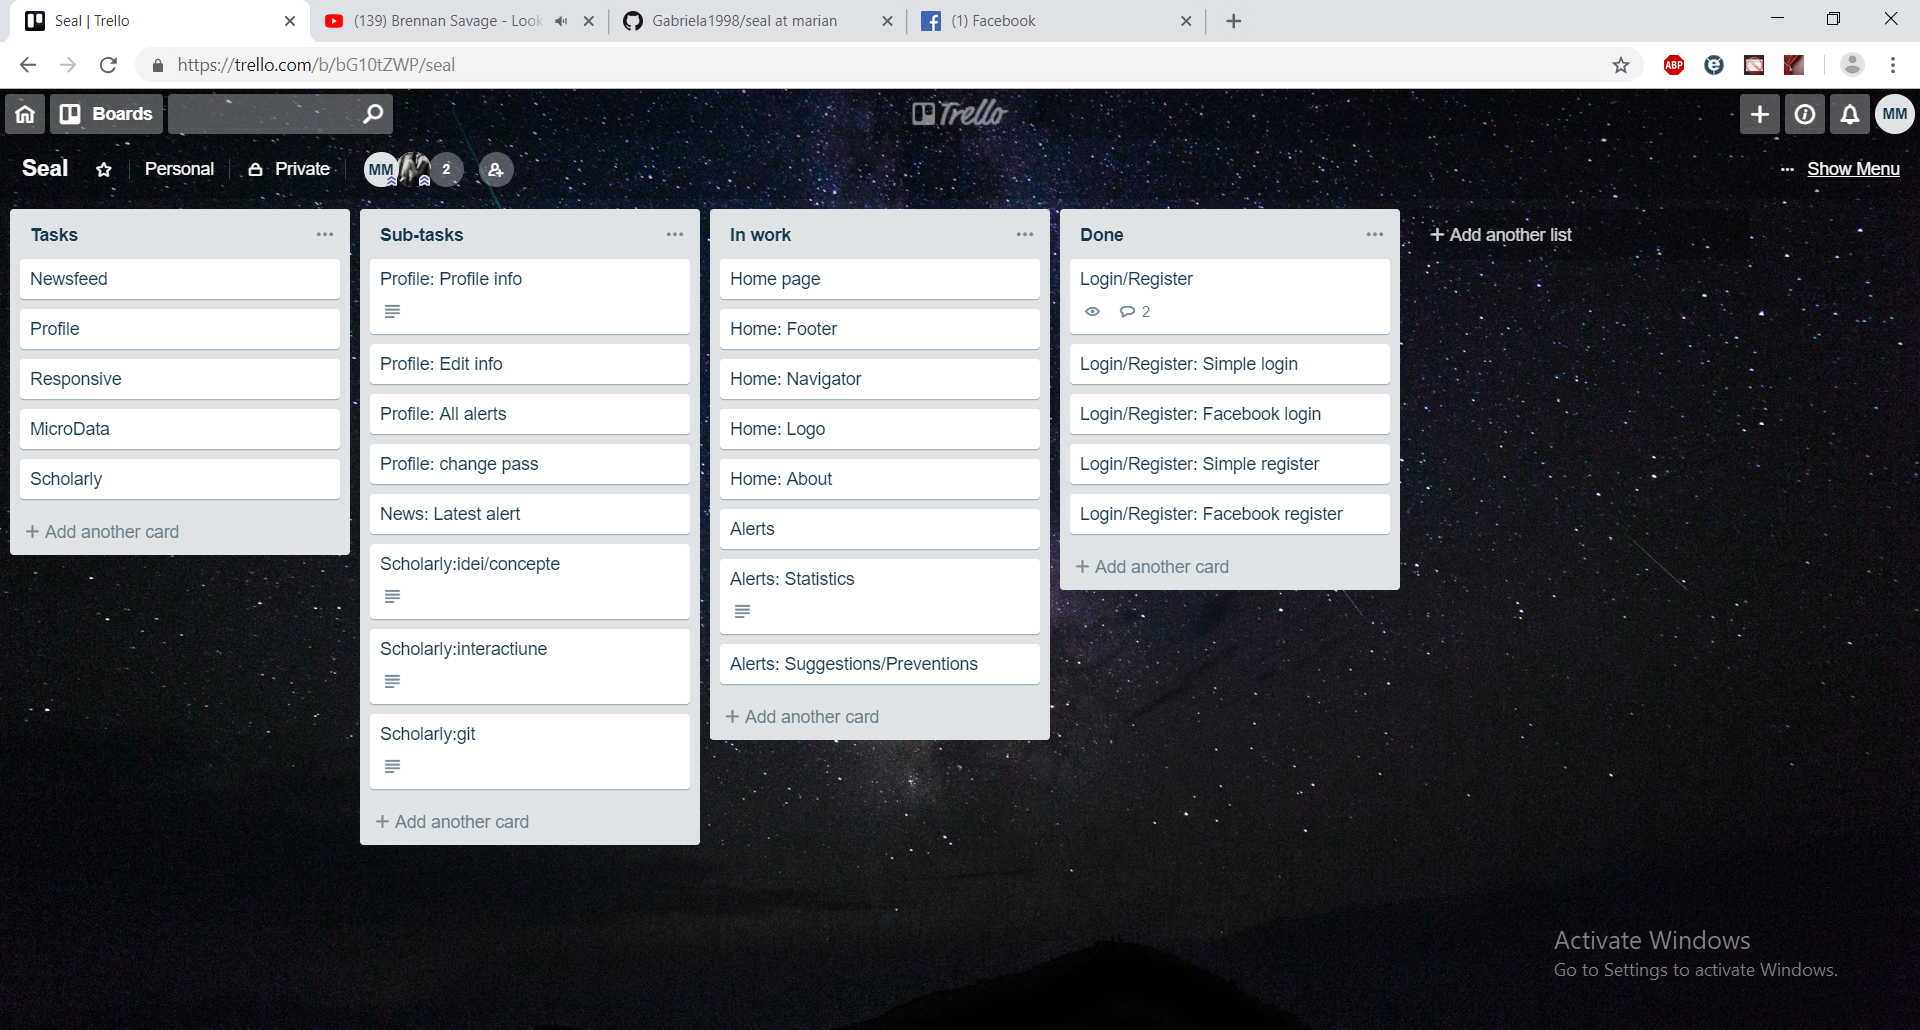 Seal | Trello
(139) Brennan Savage - Look
Gabriela1998/seal at marian
(1) Facebook
https://trello.com/b/bG10tZWP/seal
ABP
Boards
Trello
MM
Seal
Personal
Private
MM
2
Show Menu
Tasks
Newsfeed
Profile
Responsive
MicroData
Scholarly
+ Add another card
Sub-tasks
Profile: Profile info
Profile: Edit info
Profile: All alerts
Profile: change pass
News: Latest alert
Scholarly:idei/concepte
Scholarly:interactiune
Scholarly:git
+ Add another card
In work
Home page
Home: Footer
Home: Navigator
Home: Logo
Home: About
Alerts
Alerts: Statistics
Alerts: Suggestions/Preventions
+ Add another card
Done
Login/Register
2
Login/Register: Simple login
Login/Register: Facebook login
Login/Register: Simple register
Login/Register: Facebook register
+ Add another card
+ Add another list
Activate Windows
Go to Settings to activate Windows.